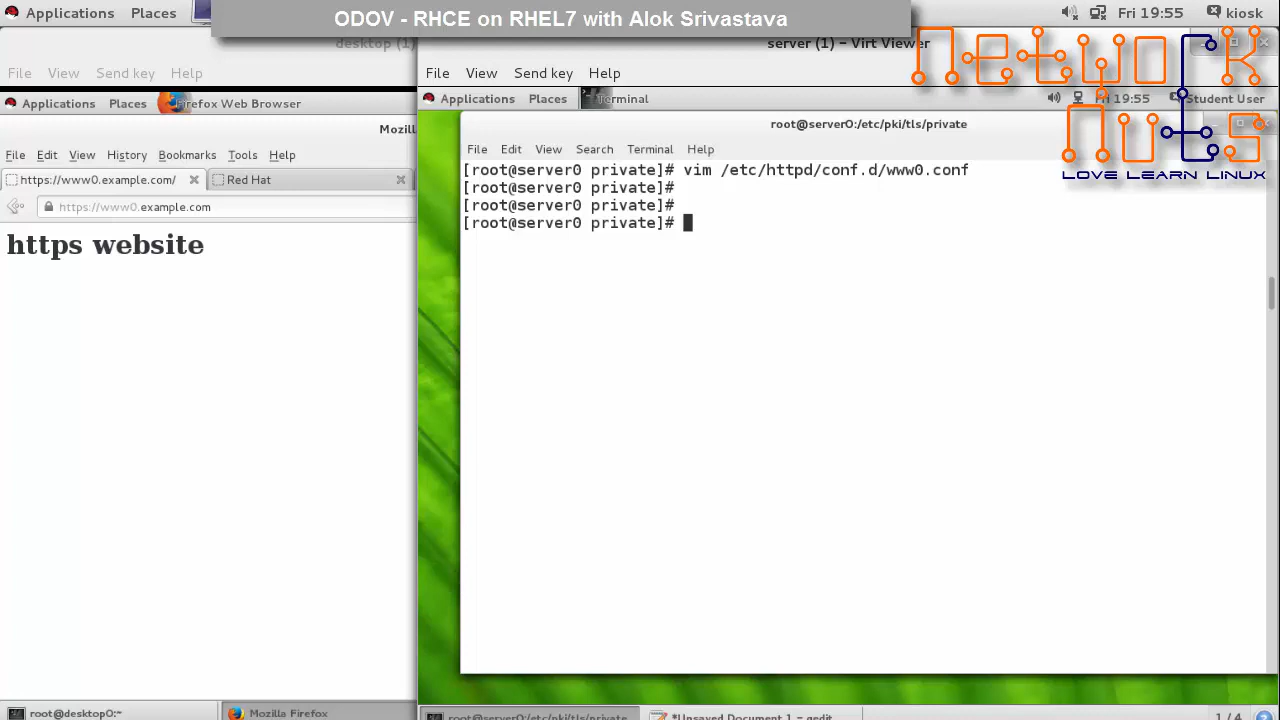 Applications Places
ODOV - RHCE on RHEL7 with Alok Srivastava
Fri 19:55 kiosk
desktop (1)
File View Send key Help
Applications Places Firefox Web Browser
Mozill
File Edit View History Bookmarks Tools Help
https://www0.example.com/
Red Hat
https://www0.example.com
https website
root@desktop0:~
Mozilla Firefox
server (1) – Virt Viewer
File View Send key Help
Applications Places Terminal
Fri 19:55 Student User
root@server0:/etc/pki/tls/private
File Edit View Search Terminal Help
[root@server0 private]# vim /etc/httpd/conf.d/www0.conf
[root@server0 private]#
[root@server0 private]#
[root@server0 private]#
root@server0:/etc/pki/tls/private
*Unsaved Document 1 - gedit
1 / 4
network
nuts
LOVE LEARN LINUX